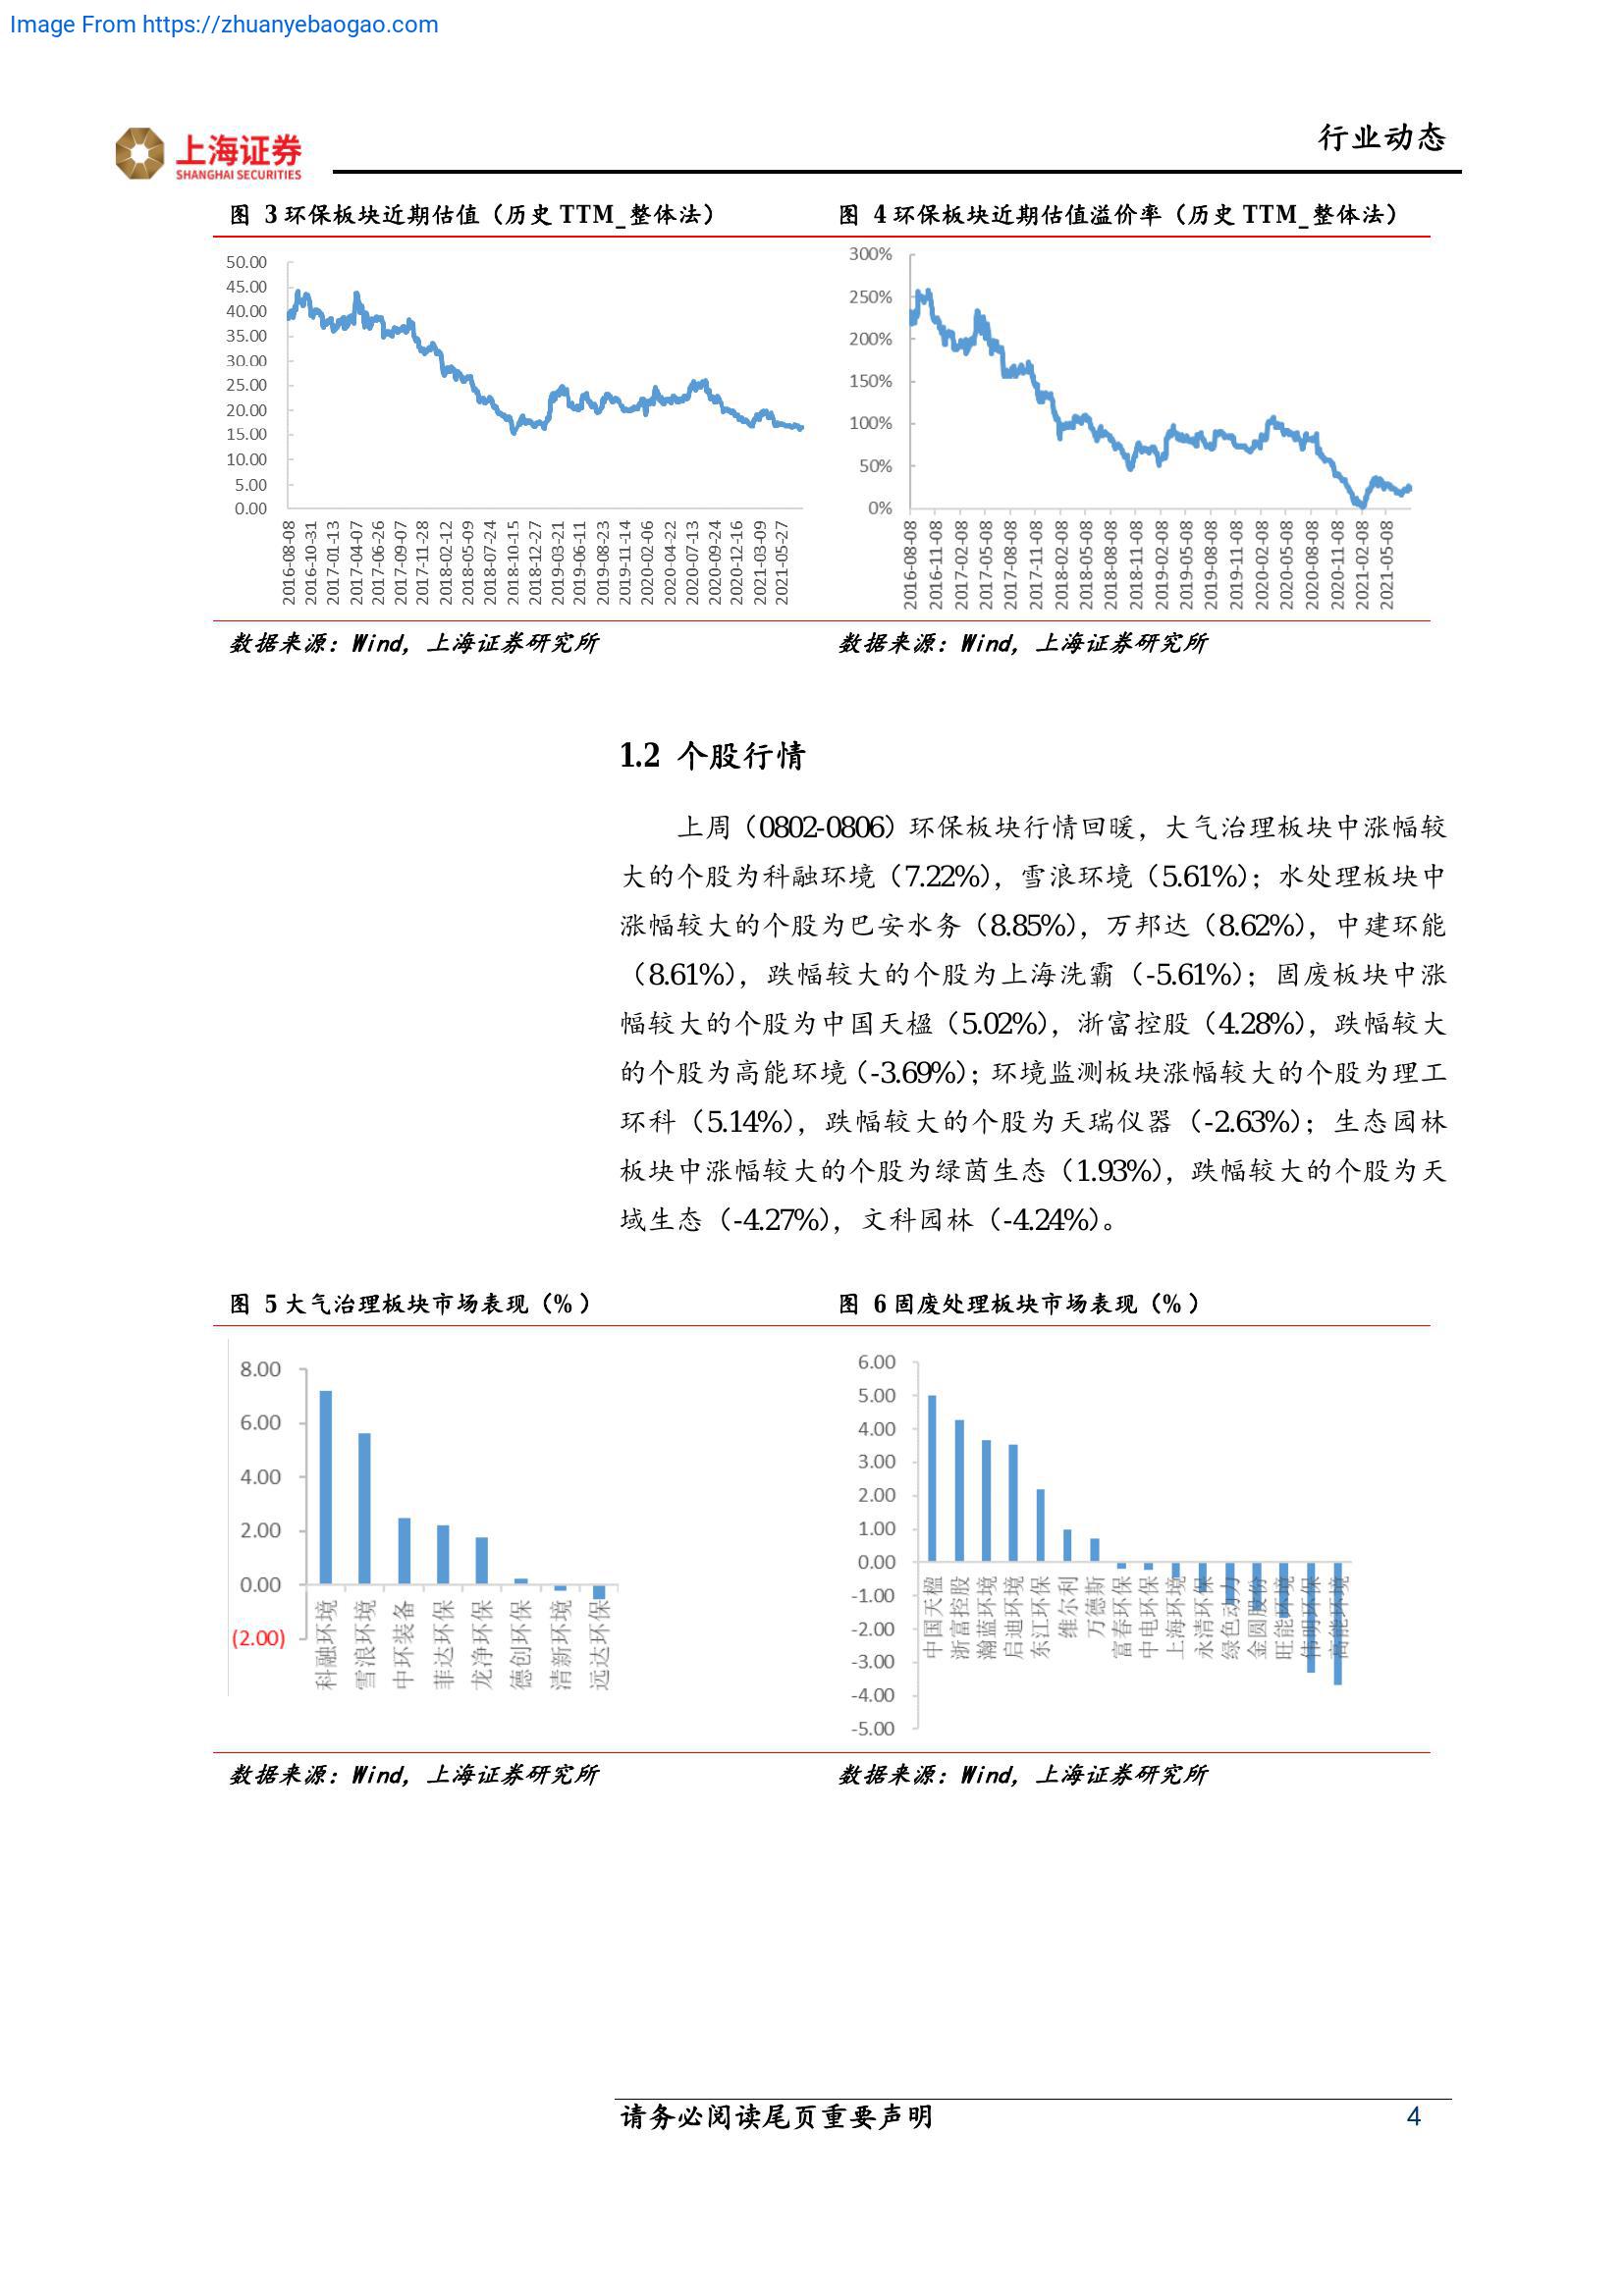 Image From https://zhuanyebaogao.com
上海证券
SHANGHAI SECURITIES
行业动态
图 3 环保板块近期估值（历史 TTM_整体法）
图 4 环保板块近期估值溢价率（历史 TTM_整体法）
50.00
45.00
40.00
35.00
30.00
25.00
20.00
15.00
10.00
5.00
0.00
2016-08-08
2016-10-31
2017-01-13
2017-04-07
2017-06-26
2017-09-07
2017-11-28
2018-02-12
2018-05-09
2018-07-24
2018-10-15
2018-12-27
2019-03-21
2019-06-11
2019-08-23
2019-11-14
2020-02-06
2020-04-22
2020-07-13
2020-09-24
2020-12-16
2021-03-09
2021-05-27
300%
250%
200%
150%
100%
50%
0%
2016-08-08
2016-11-08
2017-02-08
2017-05-08
2017-08-08
2017-11-08
2018-02-08
2018-05-08
2018-08-08
2018-11-08
2019-02-08
2019-05-08
2019-08-08
2019-11-08
2020-02-08
2020-05-08
2020-08-08
2020-11-08
2021-02-08
2021-05-08
数据来源：Wind，上海证券研究所
数据来源：Wind，上海证券研究所
1.2 个股行情
上周（0802-0806）环保板块行情回暖，大气治理板块中涨幅较
大的个股为科融环境（7.22%），雪浪环境（5.61%）；水处理板块中
涨幅较大的个股为巴安水务（8.85%），万邦达（8.62%），中建环能
（8.61%），跌幅较大的个股为上海洗霸（-5.61%）；固废板块中涨
幅较大的个股为中国天楹（5.02%），浙富控股（4.28%），跌幅较大
的个股为高能环境（-3.69%）；环境监测板块涨幅较大的个股为理工
环科（5.14%），跌幅较大的个股为天瑞仪器（-2.63%）；生态园林
板块中涨幅较大的个股为绿茵生态（1.93%），跌幅较大的个股为天
域生态（-4.27%），文科园林（-4.24%）。
图 5 大气治理板块市场表现（%）
图 6 固废处理板块市场表现（%）
8.00
6.00
4.00
2.00
0.00
(2.00)
科融环境
雪浪环境
中环装备
菲达环保
龙净环保
德创环保
清新环境
远达环保
6.00
5.00
4.00
3.00
2.00
1.00
0.00
-1.00
-2.00
-3.00
-4.00
-5.00
中国天楹
浙富控股
瀚蓝环境
启迪环境
东江环保
维尔利
万德斯
富春环保
中电环保
上海环境
永清环保
绿色动力
金圆股份
旺能环境
伟明环保
高能环境
数据来源：Wind，上海证券研究所
数据来源：Wind，上海证券研究所
请务必阅读尾页重要声明
4